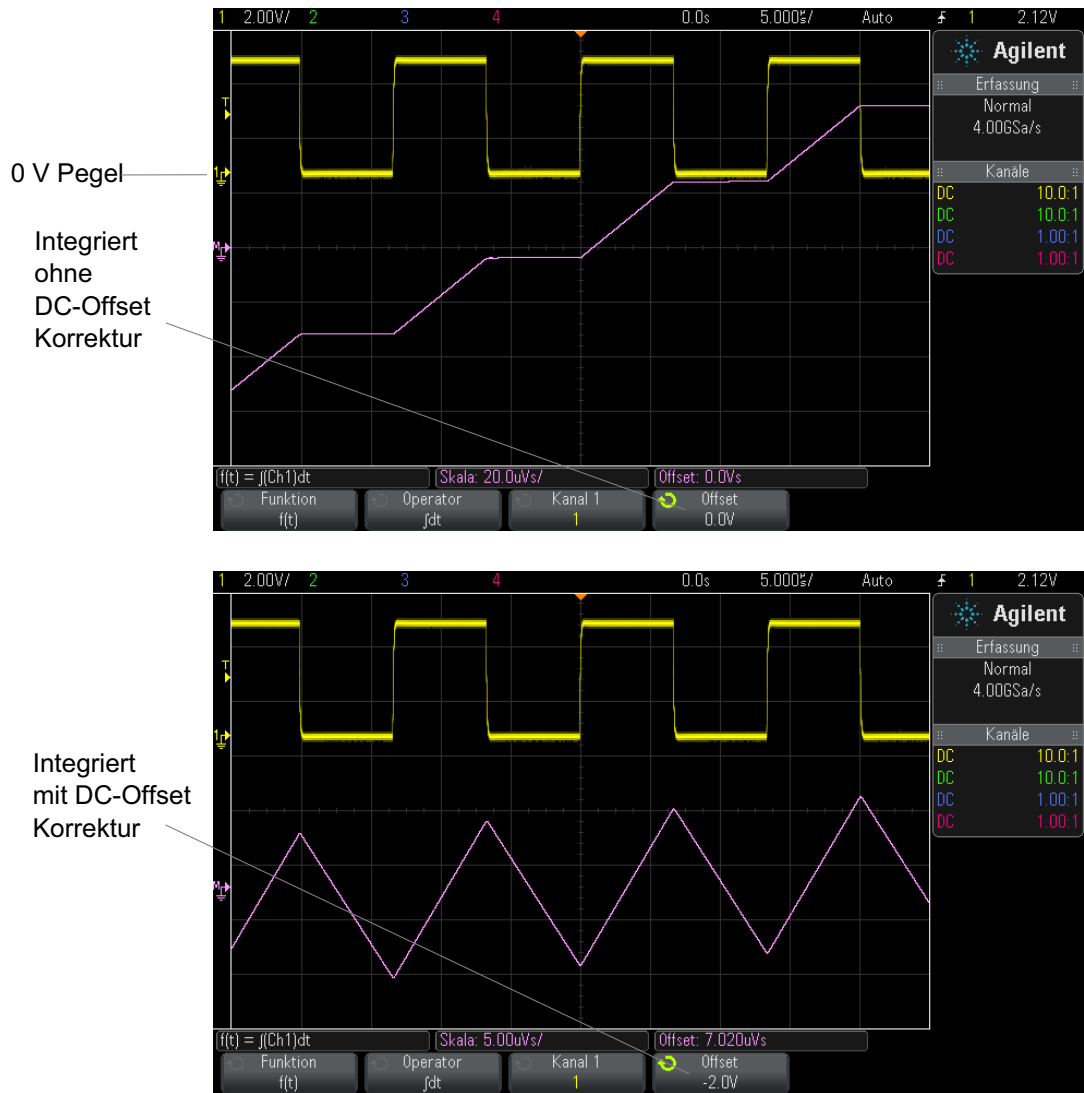 1 2.00V/ 2 3 4 0.0s 5.000㎲/ Auto 1 2.12V
Agilent
Erfassung
Normal
4.00GSa/s
Kanäle
DC 10.0:1
DC 10.0:1
DC 1.00:1
DC 1.00:1
T
0 V Pegel
1
Integriert
ohne
DC-Offset
Korrektur
M
f(t) = ∫(Ch1)dt Skala: 20.0uVs/ Offset: 0.0Vs
Funktion Operator Kanal 1 Offset
f(t) ∫dt 1 0.0V
1 2.00V/ 2 3 4 0.0s 5.000㎲/ Auto 1 2.12V
Agilent
Erfassung
Normal
4.00GSa/s
Kanäle
DC 10.0:1
DC 10.0:1
DC 1.00:1
DC 1.00:1
T
1
Integriert
mit DC-Offset
Korrektur
M
f(t) = ∫(Ch1)dt Skala: 5.00uVs/ Offset: 7.020uVs
Funktion Operator Kanal 1 Offset
f(t) ∫dt 1 -2.0V